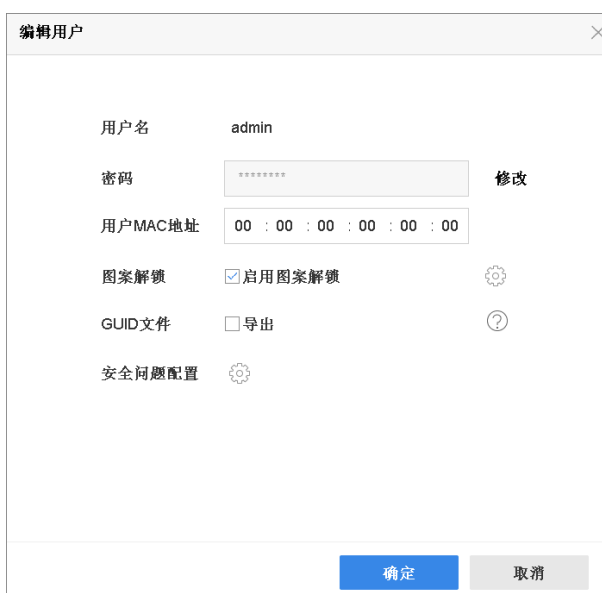 编辑用户
用户名 admin
密码 ******** 修改
用户MAC地址 00 : 00 : 00 : 00 : 00 : 00
图案解锁 启用图案解锁
GUID文件 导出 ?
安全问题配置
确定 取消